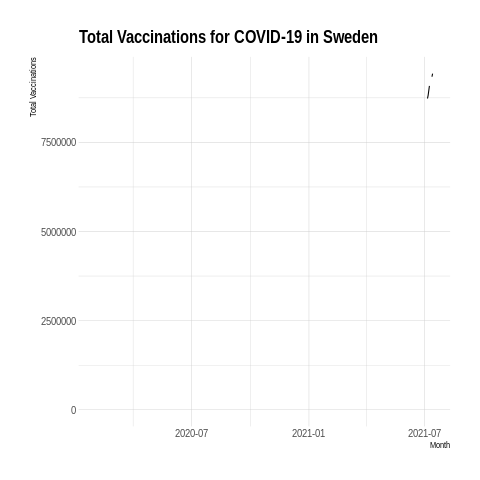 Total Vaccinations for COVID-19 in Sweden
Total Vaccinations
7500000
5000000
2500000
0
2020-07
2021-01
2021-07
Month